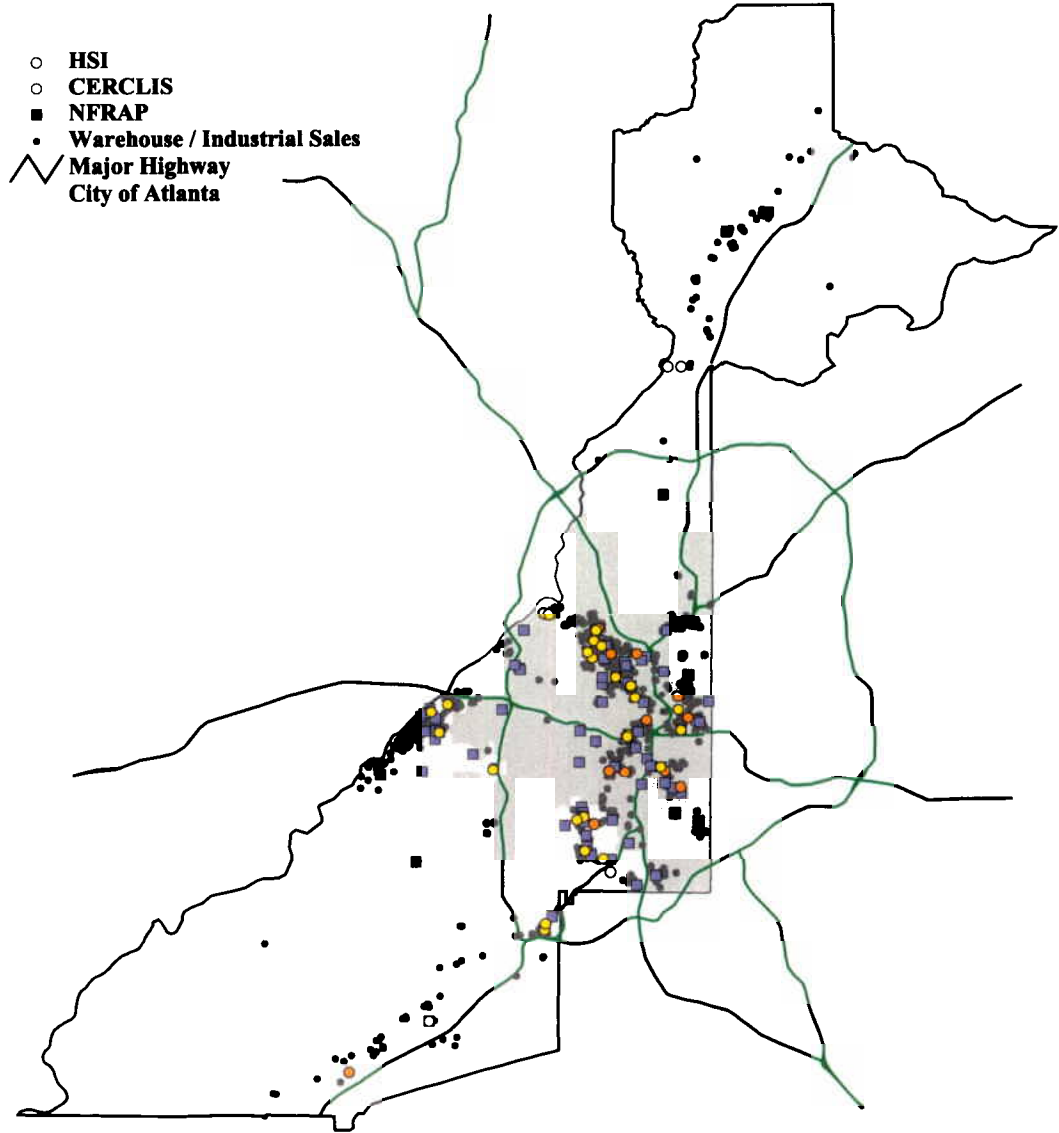 HSI
CERCLIS
NFRAP
Warehouse / Industrial Sales
Major Highway
City of Atlanta